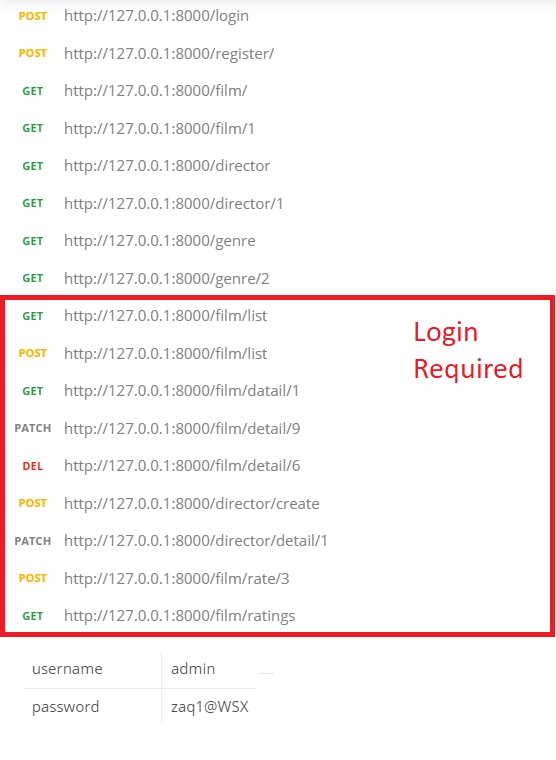 POST http://127.0.0.1:8000/login
POST http://127.0.0.1:8000/register/
GET http://127.0.0.1:8000/film/
GET http://127.0.0.1:8000/film/1
GET http://127.0.0.1:8000/director
GET http://127.0.0.1:8000/director/1
GET http://127.0.0.1:8000/genre
GET http://127.0.0.1:8000/genre/2
GET http://127.0.0.1:8000/film/list
Login
Required
POST http://127.0.0.1:8000/film/list
GET http://127.0.0.1:8000/film/datail/1
PATCH http://127.0.0.1:8000/film/detail/9
DEL http://127.0.0.1:8000/film/detail/6
POST http://127.0.0.1:8000/director/create
PATCH http://127.0.0.1:8000/director/detail/1
POST http://127.0.0.1:8000/film/rate/3
GET http://127.0.0.1:8000/film/ratings
username admin
password zaq1@WSX